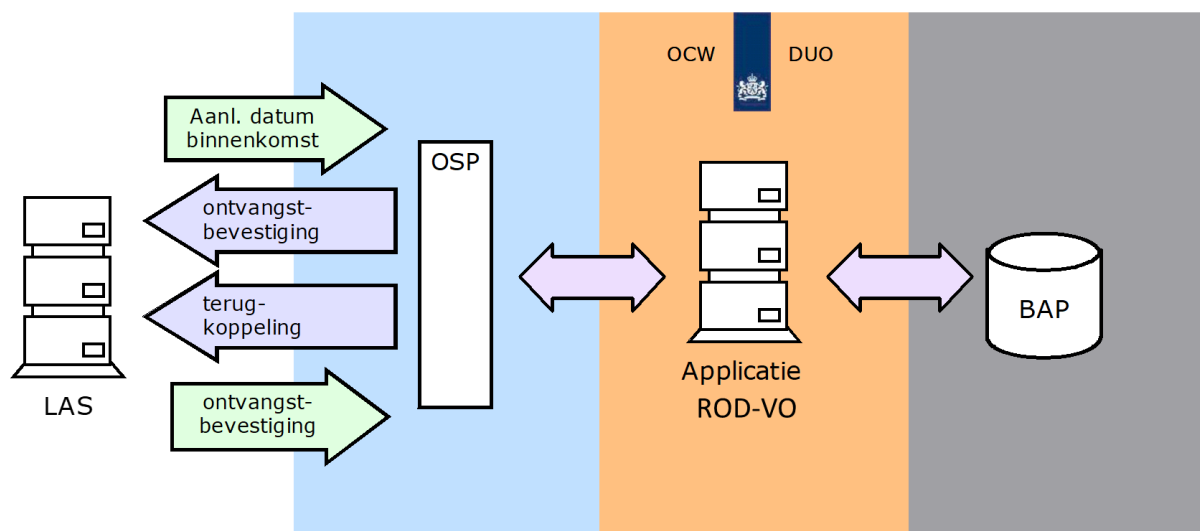 OCW
DUO
Aanl. datum
binnenkomst
OSP
ontvangst-
bevestiging
terug-
koppeling
BAP
LAS
ontvangst-
bevestiging
Applicatie
ROD-VO